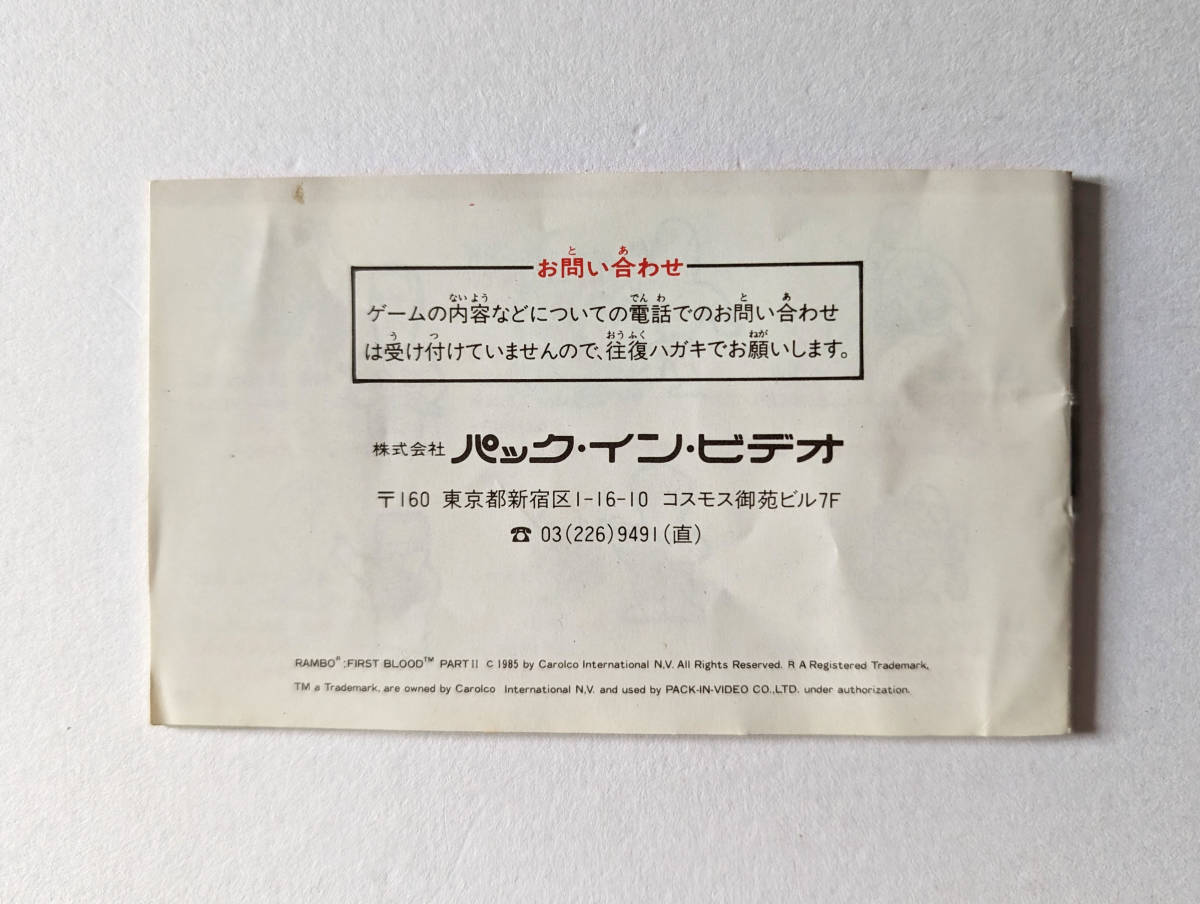 お問い合わせ
ゲームの内容などについての電話でのお問い合わせ
は受け付けていませんので、往復ハガキでお願いします。
株式会社 パック・イン・ビデオ
〒160 東京都新宿区1-16-10 コスモス御苑ビル7F
☎ 03(226)9491(直)
RAMBO® ;FIRST BLOOD™ PART II C 1985 by Carolco International N.V. All Rights Reserved. R A Registered Trademark,
TM a Trademark, are owned by Carolco International N,V. and used by PACK-IN-VIDEO CO.,LTD. under authorization.